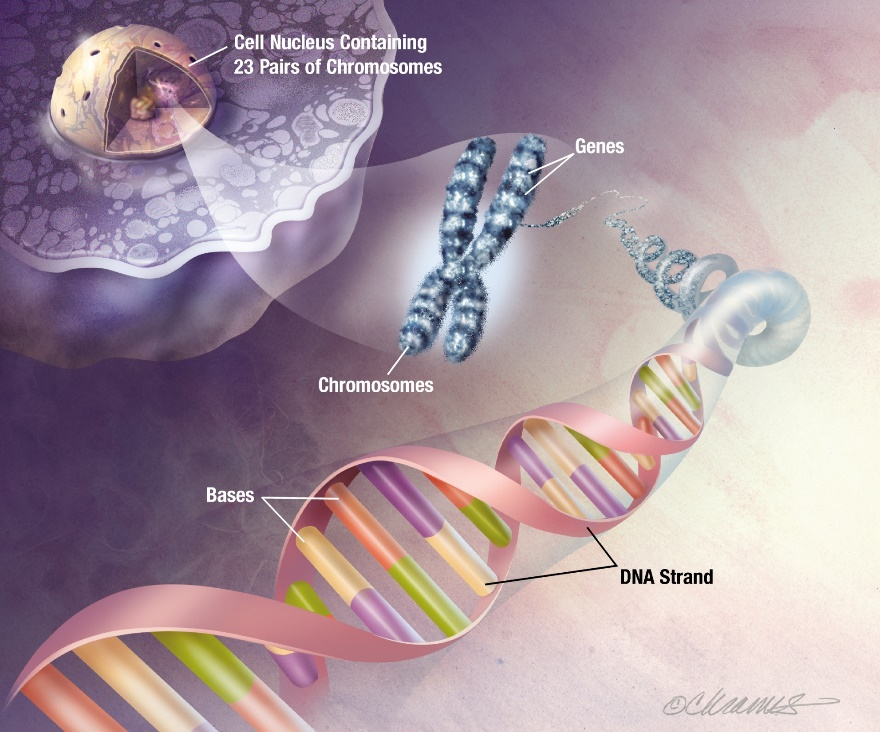 Cell Nucleus Containing
23 Pairs of Chromosomes
Genes
Chromosomes
Bases
DNA Strand